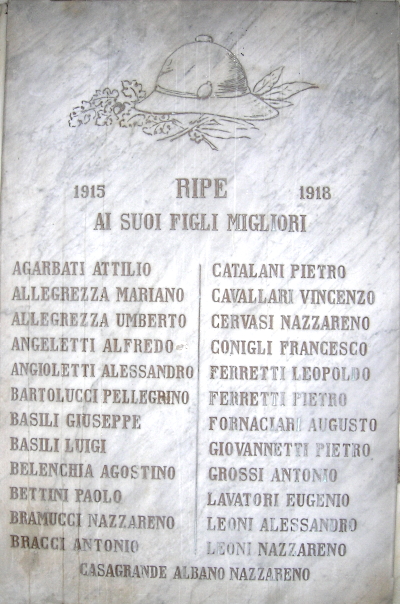 1915 RIPE 1918
AI SUOI FIGLI MIGLIORI
AGARBATI ATTILIO
ALLEGREZZA MARIANO
ALLEGREZZA UMBERTO
ANGELETTI ALFREDO
ANGIOLETTI ALESSANDRO
BARTOLUCCI PELLEGRINO
BASILI GIUSEPPE
BASILI LUIGI
BELENCHIA AGOSTINO
BETTINI PAOLO
BRAMUCCI NAZZARENO
BRACCI ANTONIO
CATALANI PIETRO
CAVALLARI VINCENZO
CERVASI NAZZARENO
CONIGLI FRANCESCO
FERRETTI LEOPOLDO
FERRETTI PIETRO
FORNACIARI AUGUSTO
GIOVANNETTI PIETRO
GROSSI ANTONIO
LAVATORI EUGENIO
LEONI ALESSANDRO
LEONI NAZZARENO
CASAGRANDE ALBANO NAZZARENO